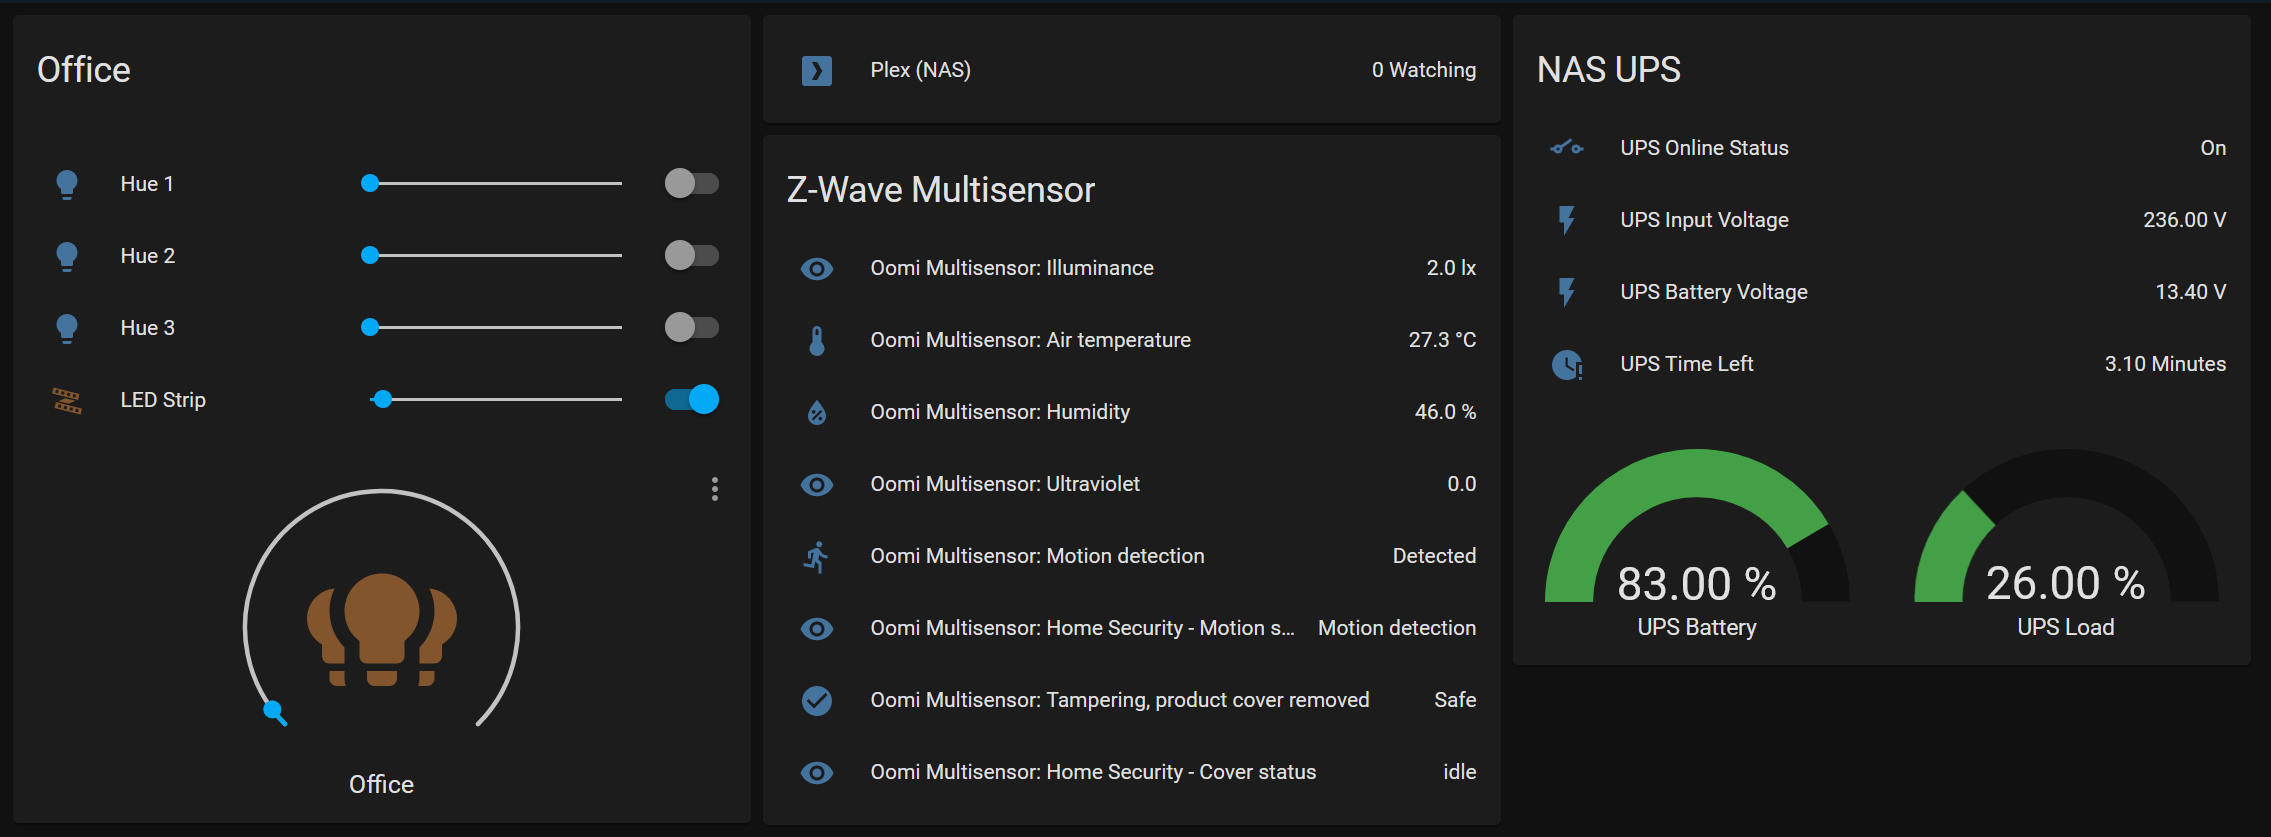 Office
Hue 1
Hue 2
Hue 3
LED Strip
Office
Plex (NAS) 0 Watching
Z-Wave Multisensor
Oomi Multisensor: Illuminance 2.0 lx
Oomi Multisensor: Air temperature 27.3 °C
Oomi Multisensor: Humidity 46.0 %
Oomi Multisensor: Ultraviolet 0.0
Oomi Multisensor: Motion detection Detected
Oomi Multisensor: Home Security - Motion s... Motion detection
Oomi Multisensor: Tampering, product cover removed Safe
Oomi Multisensor: Home Security - Cover status idle
NAS UPS
UPS Online Status On
UPS Input Voltage 236.00 V
UPS Battery Voltage 13.40 V
UPS Time Left 3.10 Minutes
83.00 % 26.00 %
UPS Battery UPS Load